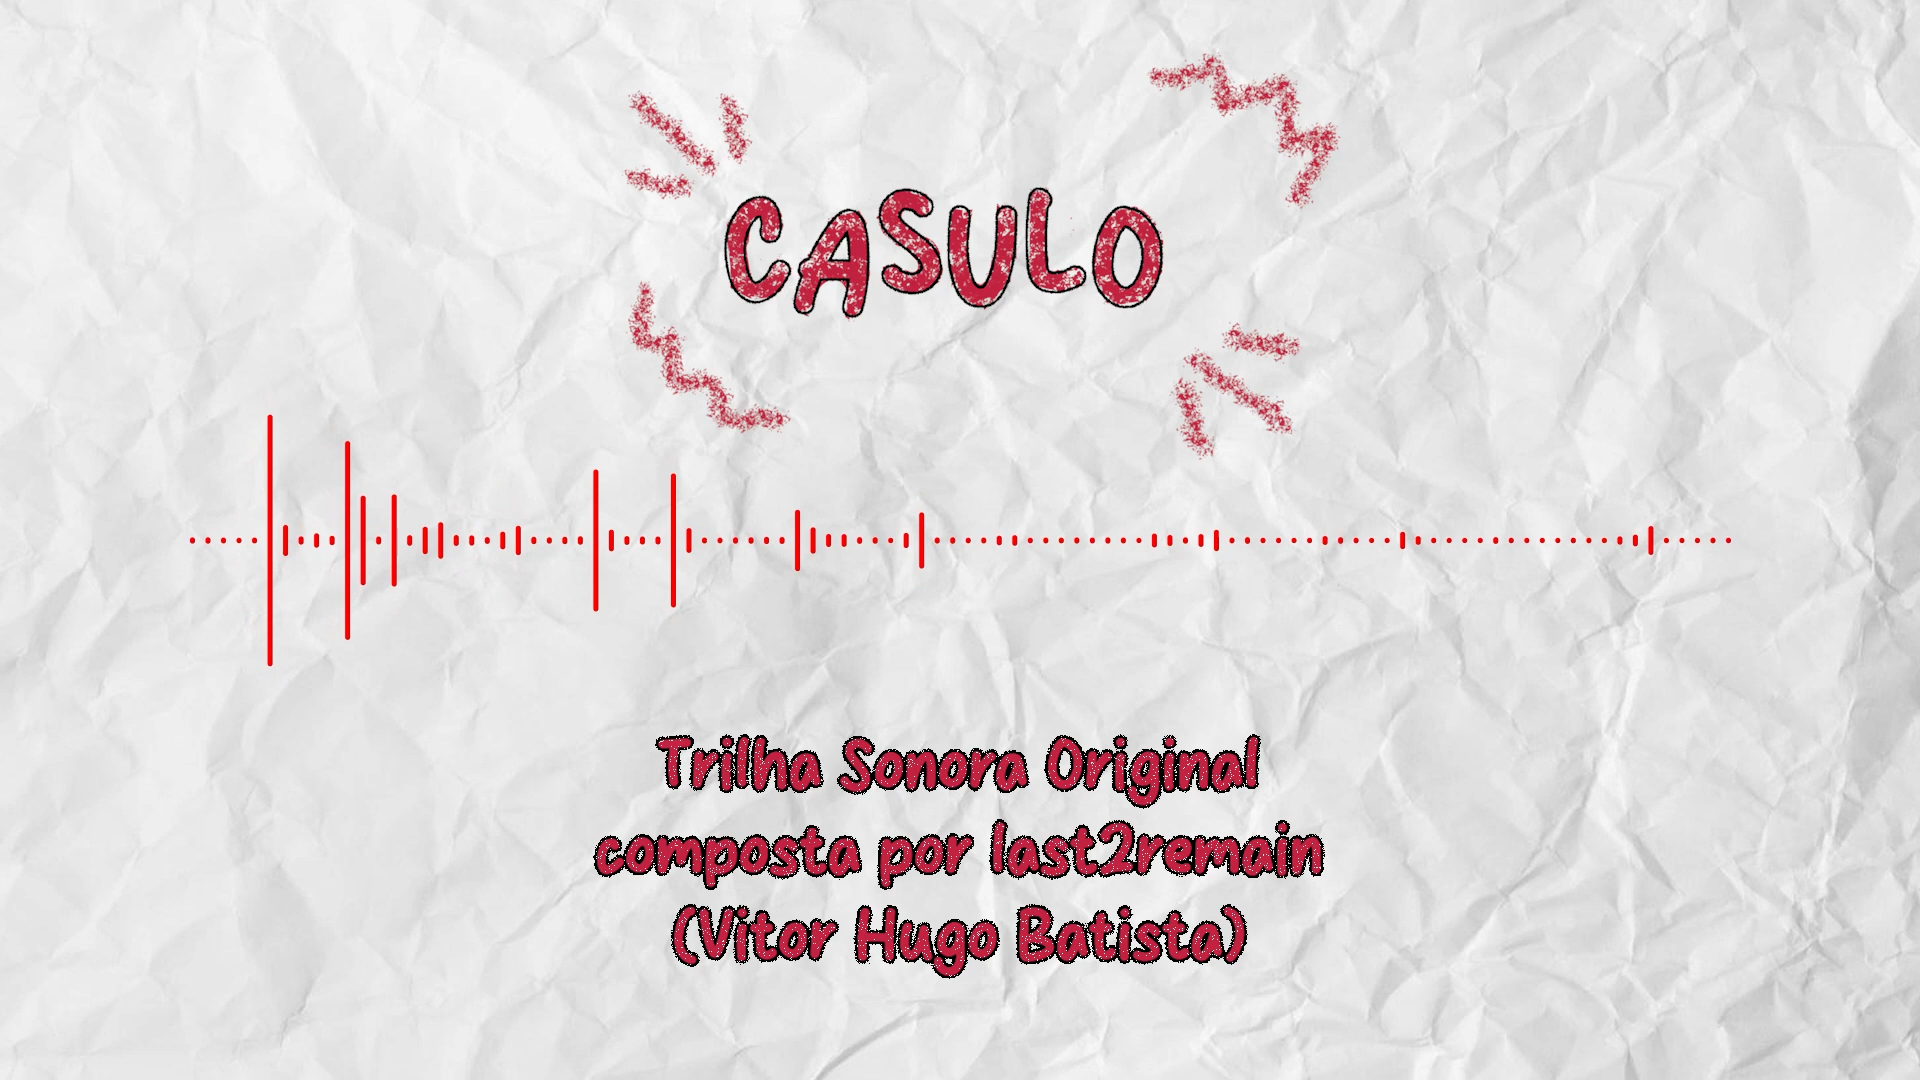 CASULO
Trilha Sonora Original
composta por last2remain
(Vitor Hugo Batista)